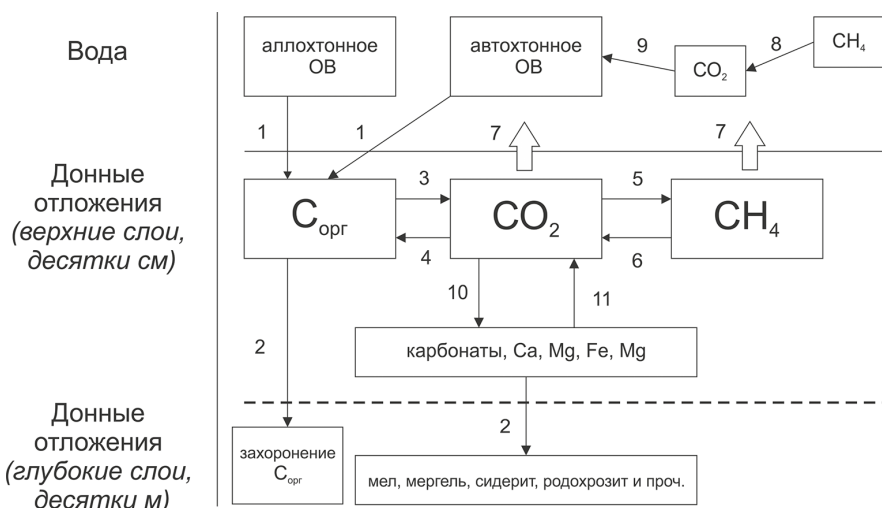 Вода
аллохтонное
ОВ
автохтонное
ОВ
9
CO₂
8
CH₄
1
1
7
7
Донные
отложения
(верхние слои,
десятки см)
Cорг
3
4
CO₂
5
6
CH₄
10
11
2
карбонаты, Ca, Mg, Fe, Mg
Донные
отложения
(глубокие слои,
десятки м)
2
захоронение
Cорг
мел, мергель, сидерит, родохрозит и проч.